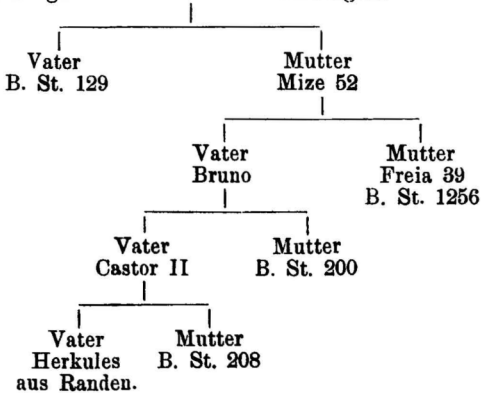 Vater Mutter
B. St. 129 Mize 52
Vater Mutter
Bruno Freia 39
B. St. 1256
Vater Mutter
Castor II B. St. 200
Vater Mutter
Herkules B. St. 208
aus Randen.